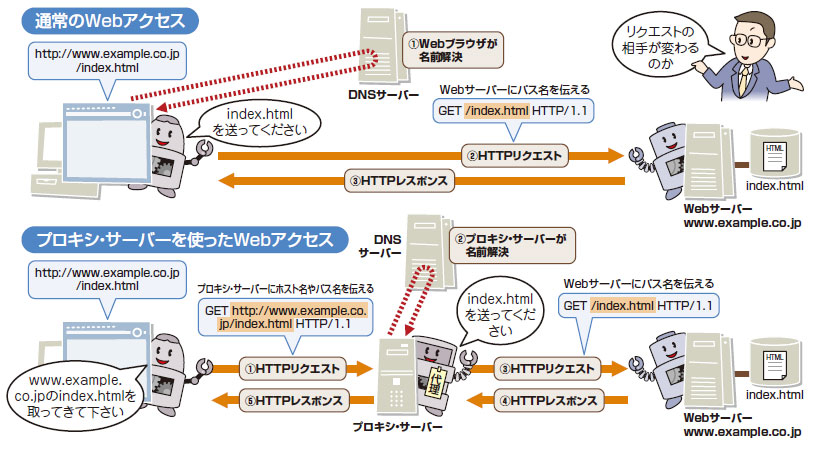 通常のWebアクセス
http://www.example.co.jp
/index.html
①Webブラウザが
名前解決
DNSサーバー
リクエストの
相手が変わる
のか
index.html
を送ってください
Webサーバーにパス名を伝える
GET /index.html HTTP/1.1
②HTTPリクエスト
③HTTPレスポンス
HTML
index.html
Webサーバー
www.example.co.jp
プロキシ・サーバーを使ったWebアクセス
http://www.example.co.jp
/index.html
DNS
サーバー
②プロキシ・サーバーが
名前解決
プロキシ・サーバーにホスト名やパス名を伝える
GET http://www.example.co.
jp/index.html HTTP/1.1
index.html
を送ってくだ
さい
Webサーバーにパス名を伝える
GET /index.html HTTP/1.1
www.example.
co.jpのindex.htmlを
取ってきて下さい
①HTTPリクエスト
⑤HTTPレスポンス
代理
プロキシ・サーバー
③HTTPリクエスト
④HTTPレスポンス
HTML
index.html
Webサーバー
www.example.co.jp